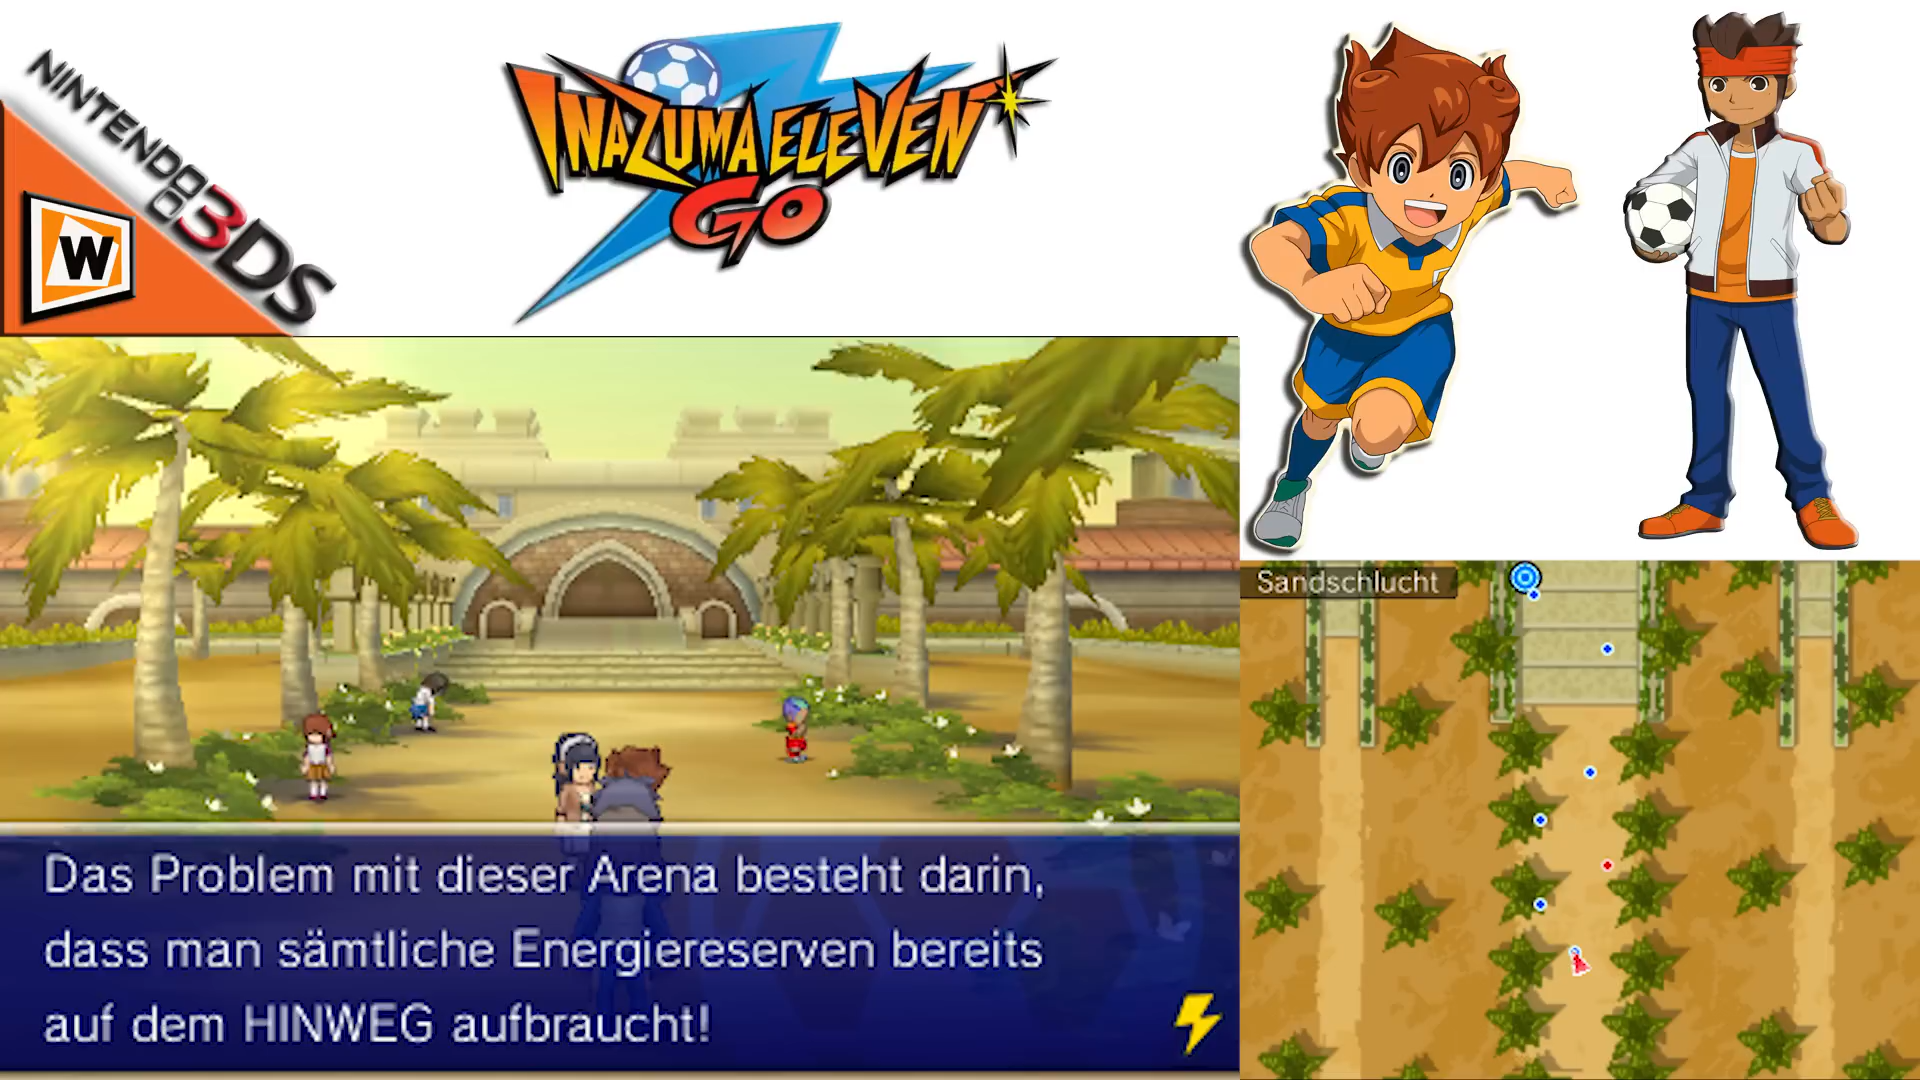 NINTENDO 3DS
W
INAZUMA ELEVEN
GO
Sandschlucht
Das Problem mit dieser Arena besteht darin,
dass man sämtliche Energiereserven bereits
auf dem HINWEG aufbraucht!